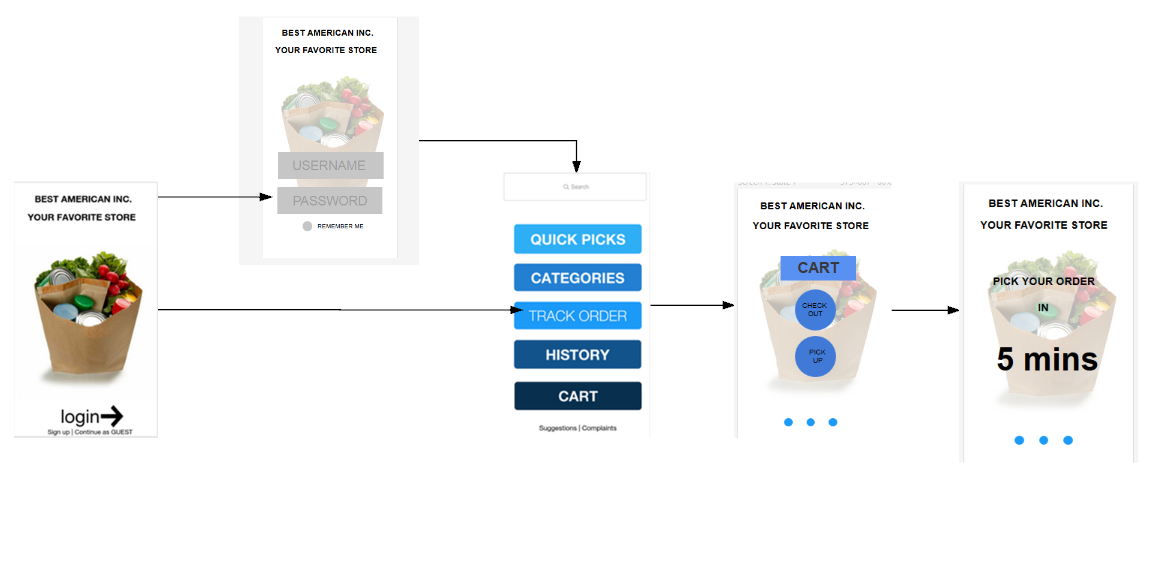 BEST AMERICAN INC.
YOUR FAVORITE STORE
login
Sign up | Continue as GUEST
BEST AMERICAN INC.
YOUR FAVORITE STORE
USERNAME
PASSWORD
REMEMBER ME
Search
QUICK PICKS
CATEGORIES
TRACK ORDER
HISTORY
CART
Suggestions | Complaints
BEST AMERICAN INC.
YOUR FAVORITE STORE
CART
CHECK
OUT
PICK
UP
BEST AMERICAN INC.
YOUR FAVORITE STORE
PICK YOUR ORDER
IN
5 mins